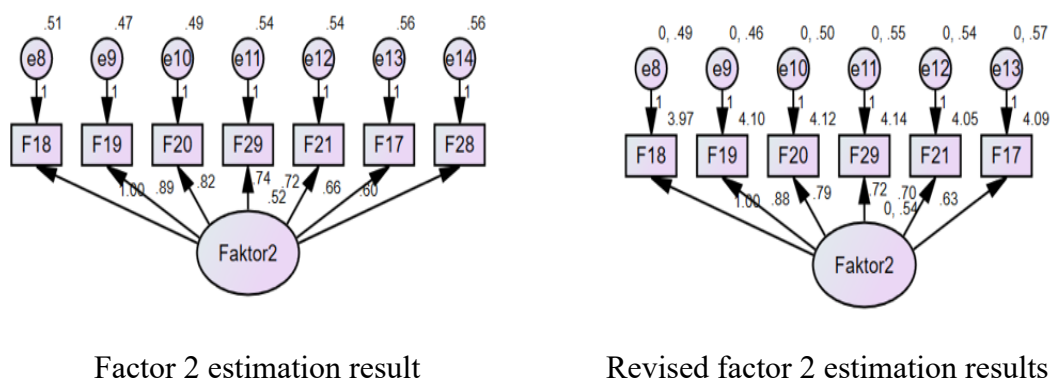 .51 .47 .49 .54 .54 .56 .56
e8 e9 e10 e11 e12 e13 e14
1 1 1 1 1 1 1
F18 F19 F20 F29 F21 F17 F28
1.00 .89 .82 .74 .72 .66 .60
.52
Faktor2
Factor 2 estimation result
0, .49 0, .46 0, .50 0, .55 0, .54 0, .57
e8 e9 e10 e11 e12 e13
1 1 1 1 1 1
3.97 4.10 4.12 4.14 4.05 4.09
F18 F19 F20 F29 F21 F17
1.00 .88 .79 .72 .70 .63
0, .54
Faktor2
Revised factor 2 estimation results